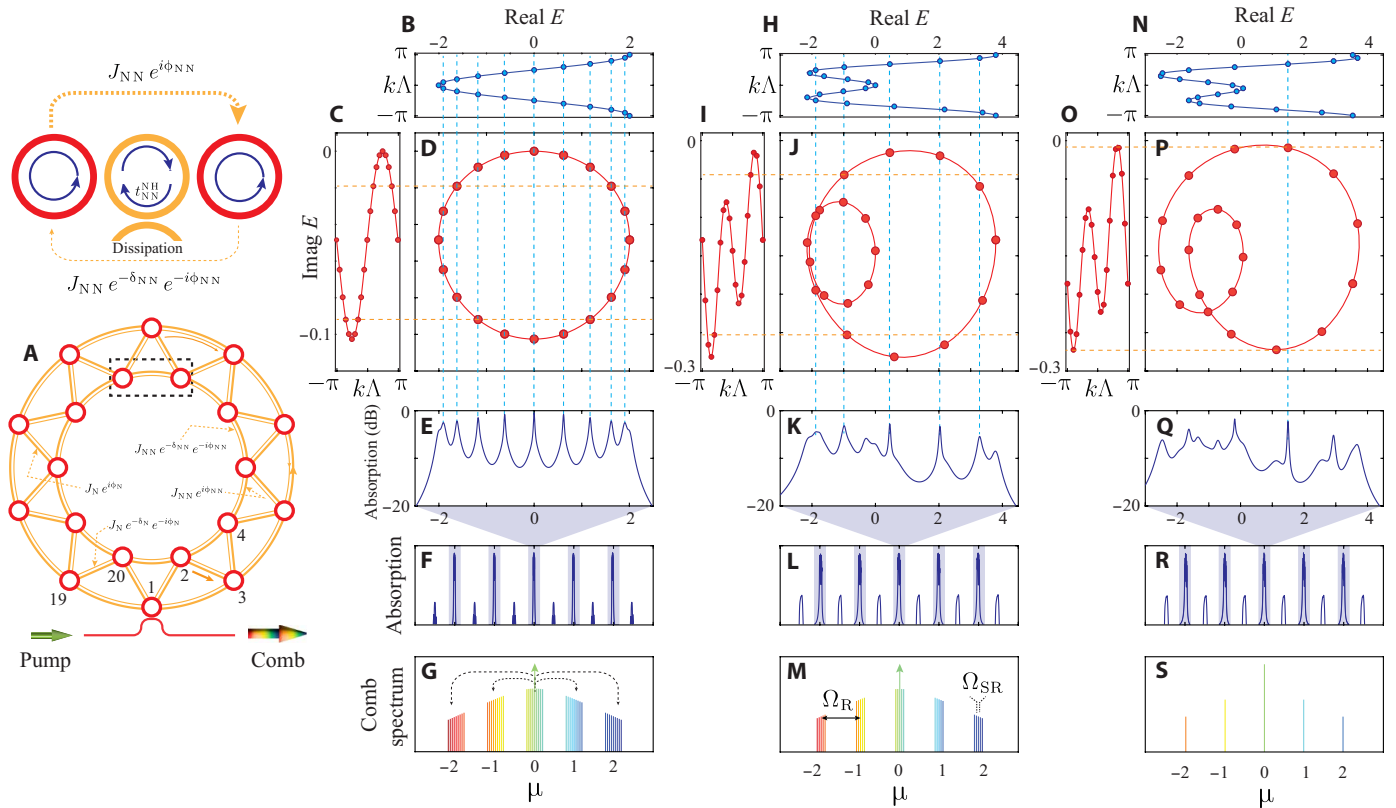 B
Real E
−2 0 2
π
kΛ
−π
H
Real E
−2 0 2 4
π
kΛ
−π
N
Real E
−2 0 2 4
π
kΛ
−π
J_NN e^{iϕ_NN}
t_NN^NH
Dissipation
J_NN e^{−δ_NN} e^{−iϕ_NN}
C
0
Imag E
−0.1
−π kΛ π
D
I
0
−0.3
−π kΛ π
J
O
0
−0.3
−π kΛ π
P
A
J_NN e^{−δ_NN} e^{−iϕ_NN}
J_N e^{iϕ_N}
J_NN e^{iϕ_NN}
J_N e^{−δ_N} e^{−iϕ_N}
4
20
2
19
1
3
Pump
Comb
E
Absorption (dB)
0
−20
−2 0 2
K
0
−20
−2 0 2 4
Q
0
−20
−2 0 2 4
F
Absorption
L
R
G
Comb
spectrum
-2 -1 0 1 2
μ
M
Ω_R
Ω_SR
-2 -1 0 1 2
μ
S
-2 -1 0 1 2
μ